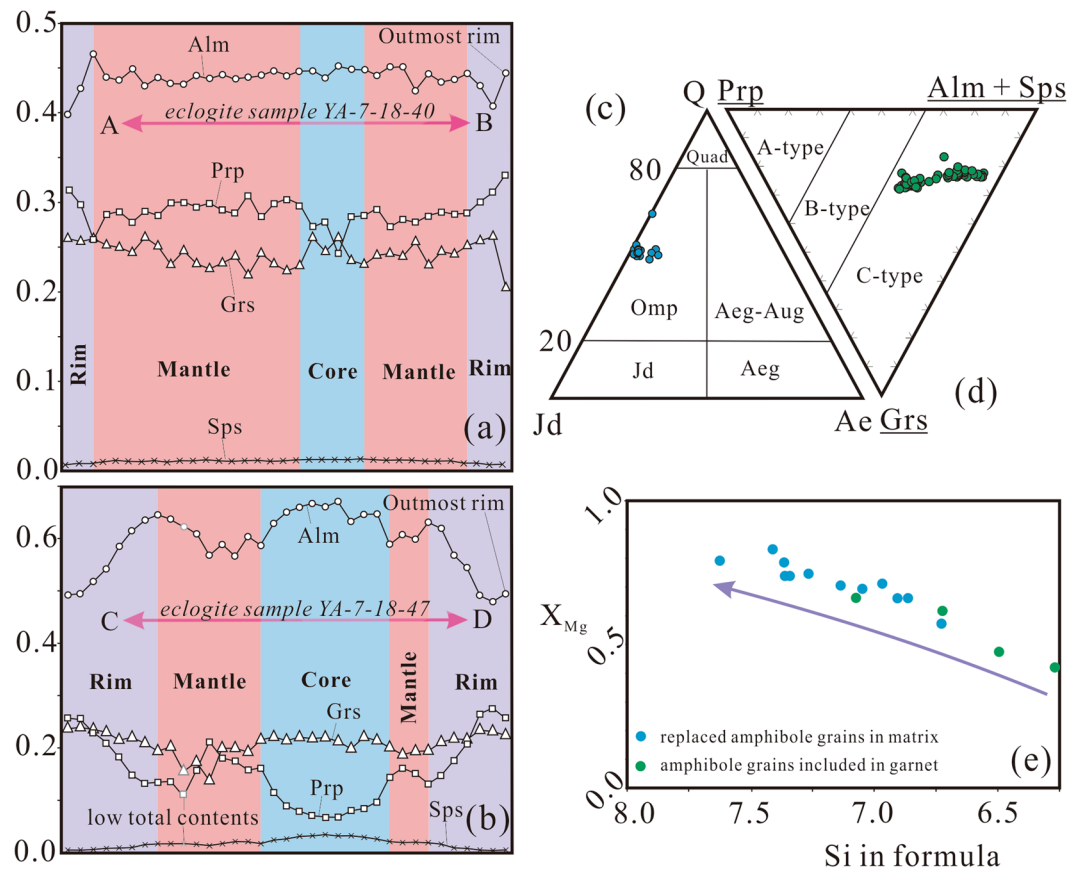 0.5
0.4
0.3
0.2
0.1
0.0
Alm
Outmost rim
eclogite sample YA-7-18-40
A
B
Prp
Grs
Rim
Mantle
Core
Mantle
Rim
Sps
(a)
0.6
0.4
0.2
0.0
Outmost rim
Alm
eclogite sample YA-7-18-47
C
D
Rim
Mantle
Core
Mantle
Rim
Grs
Prp
low total contents
Sps
(b)
(c)
Q
80
Quad
Omp
Aeg-Aug
20
Jd
Aeg
Jd
Ae
Prp
Alm + Sps
A-type
B-type
C-type
Grs
(d)
1.0
0.5
0.0
XMg
replaced amphibole grains in matrix
amphibole grains included in garnet
(e)
8.0
7.5
7.0
6.5
Si in formula